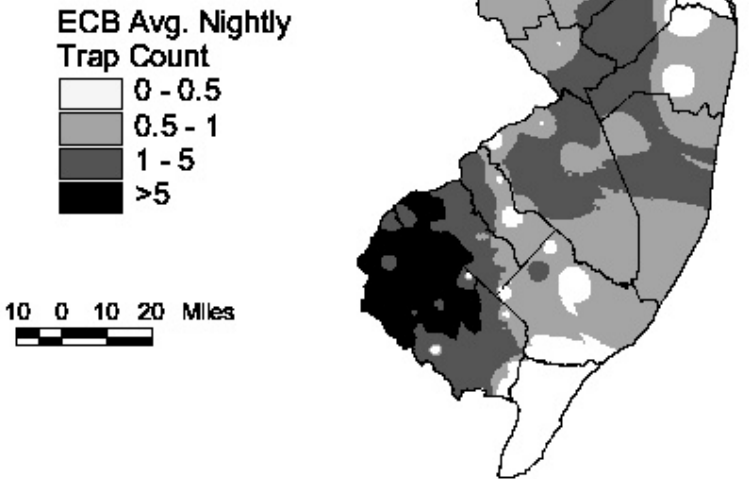 ECB Avg. Nightly
Trap Count
0 - 0.5
0.5 - 1
1 - 5
>5
10 0 10 20 Miles